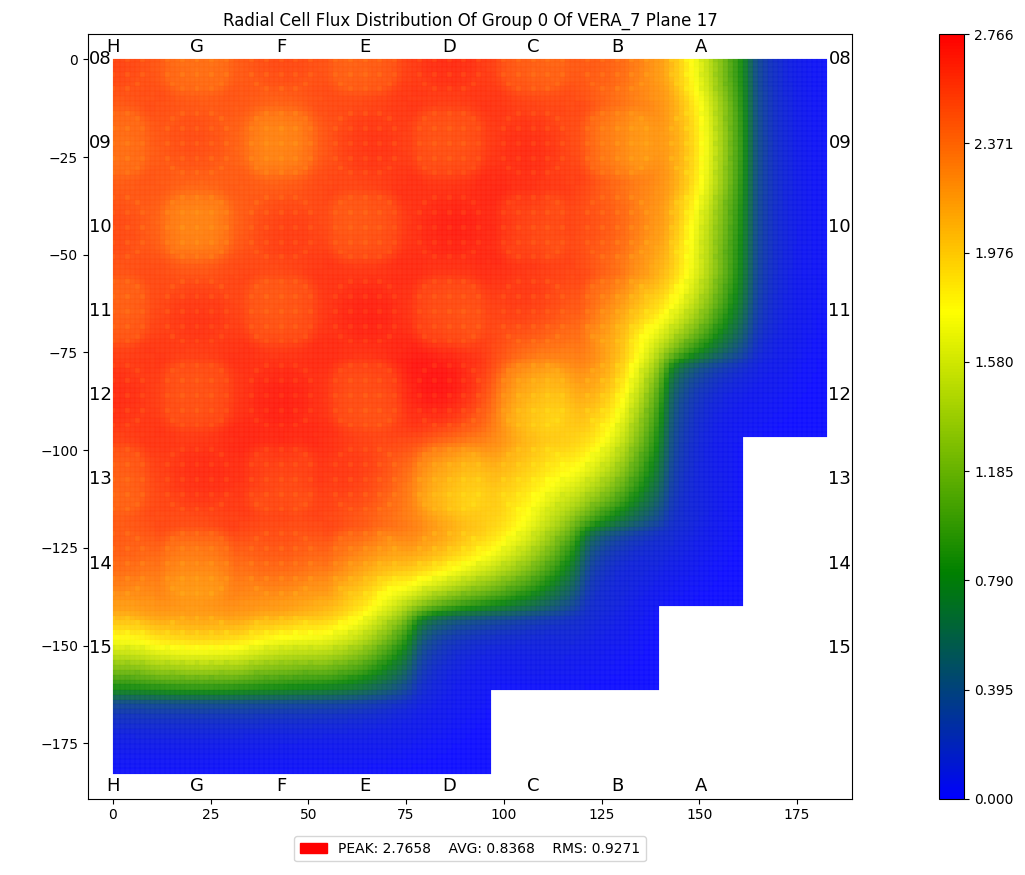 Radial Cell Flux Distribution Of Group 0 Of VERA_7 Plane 17
H G F E D C B A
2.766
0 08 08
2.371
09 09
−25
1.976
10 10
−50
1.580
11 11
−75
12 12
1.185
−100
13 13
0.790
−125
14 14
0.395
−150 15 15
−175
0.000
H G F E D C B A
0 25 50 75 100 125 150 175
PEAK: 2.7658 AVG: 0.8368 RMS: 0.9271